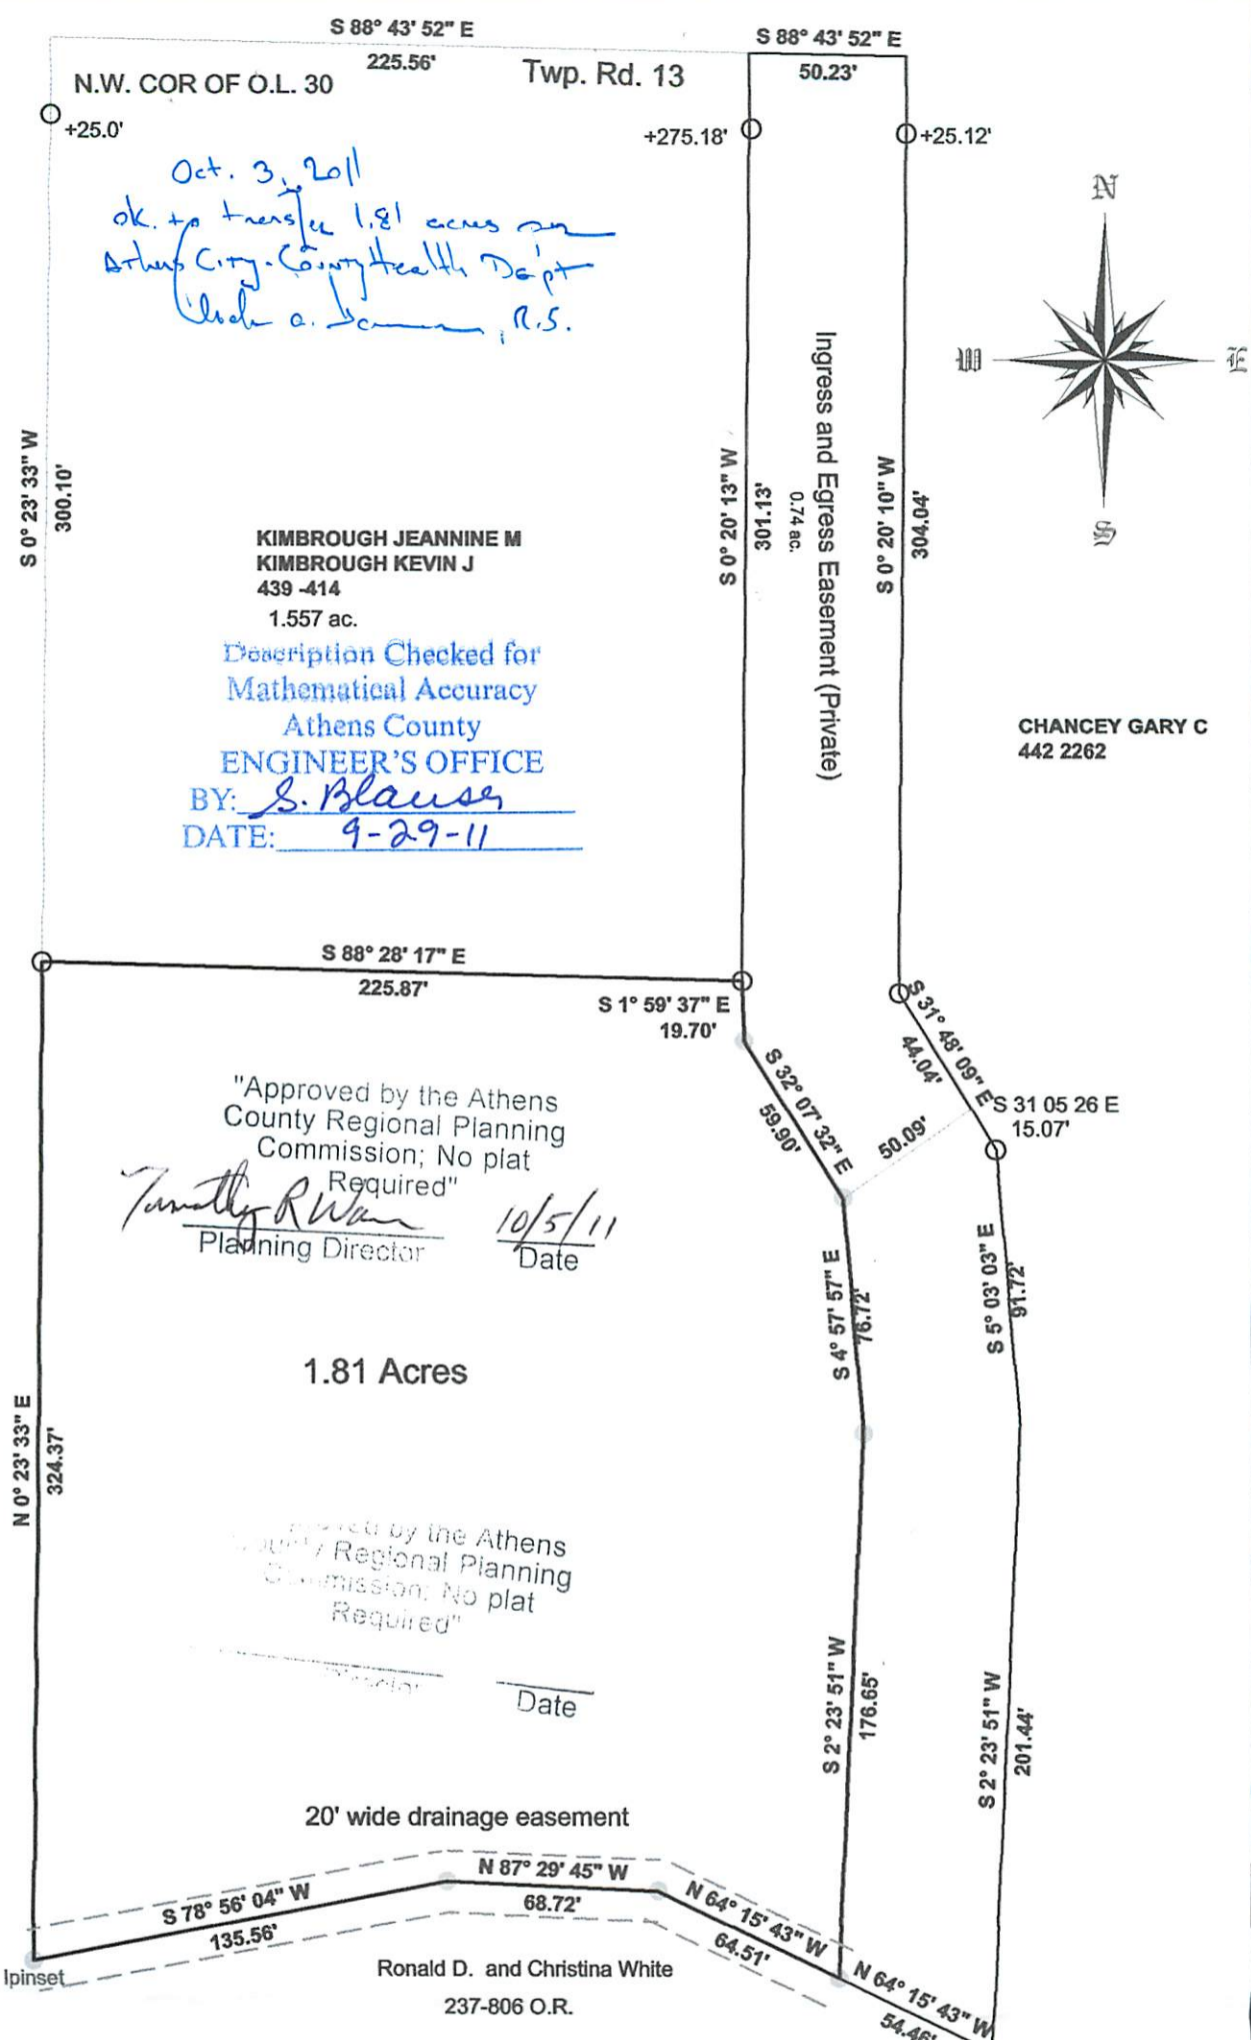 S 88° 43' 52" E
225.56'
S 88° 43' 52" E
50.23'
N.W. COR OF O.L. 30
Twp. Rd. 13
+25.0'
+275.18'
+25.12'
Oct. 3, 2011
ok. to transfer 1.81 acres per
Athens City-County Health Dep't
a. , R.S.
N
W
E
S
S 0° 23' 33" W
300.10'
S 0° 20' 13" W
301.13'
Ingress and Egress Easement (Private)
0.74 ac.
S 0° 20' 10" W
304.04'
KIMBROUGH JEANNINE M
KIMBROUGH KEVIN J
439 -414
1.557 ac.
Description Checked for
Mathematical Accuracy
Athens County
ENGINEER'S OFFICE
BY: S. Blauser
DATE: 9-29-11
CHANCEY GARY C
442 2262
S 88° 28' 17" E
225.87'
S 1° 59' 37" E
19.70'
S 31° 48' 09" E
44.04'
S 32° 07' 32" E
59.90'
50.09'
S 31 05 26 E
15.07'
"Approved by the Athens
County Regional Planning
Commission; No plat
Required"
Timothy R Warren 10/5/11
Planning Director Date
S 4° 57' 57" E
76.72'
S 5° 03' 03" E
91.72'
1.81 Acres
N 0° 23' 33" E
324.37'
by the Athens
County Regional Planning
Commission; No plat
Required"
Director Date
S 2° 23' 51" W
176.65'
S 2° 23' 51" W
201.44'
20' wide drainage easement
S 78° 56' 04" W
135.56'
N 87° 29' 45" W
68.72'
N 64° 15' 43" W
64.51'
N 64° 15' 43" W
54.46'
Ipinset
Ronald D. and Christina White
237-806 O.R.